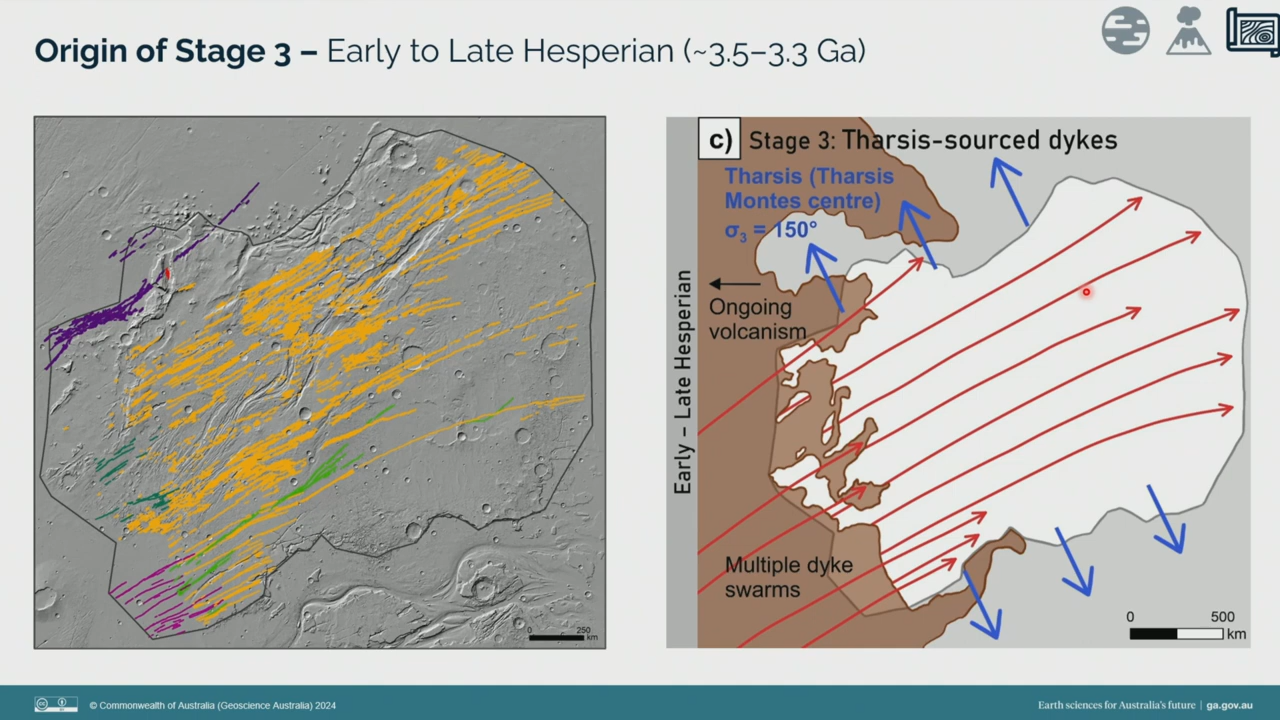 Origin of Stage 3 – Early to Late Hesperian (~3.5–3.3 Ga)
0 250
km
c) Stage 3: Tharsis-sourced dykes
Tharsis (Tharsis
Montes centre)
σ₃ = 150°
Ongoing
volcanism
Early – Late Hesperian
Multiple dyke
swarms
0 500
km
© Commonwealth of Australia (Geoscience Australia) 2024
Earth sciences for Australia's future | ga.gov.au